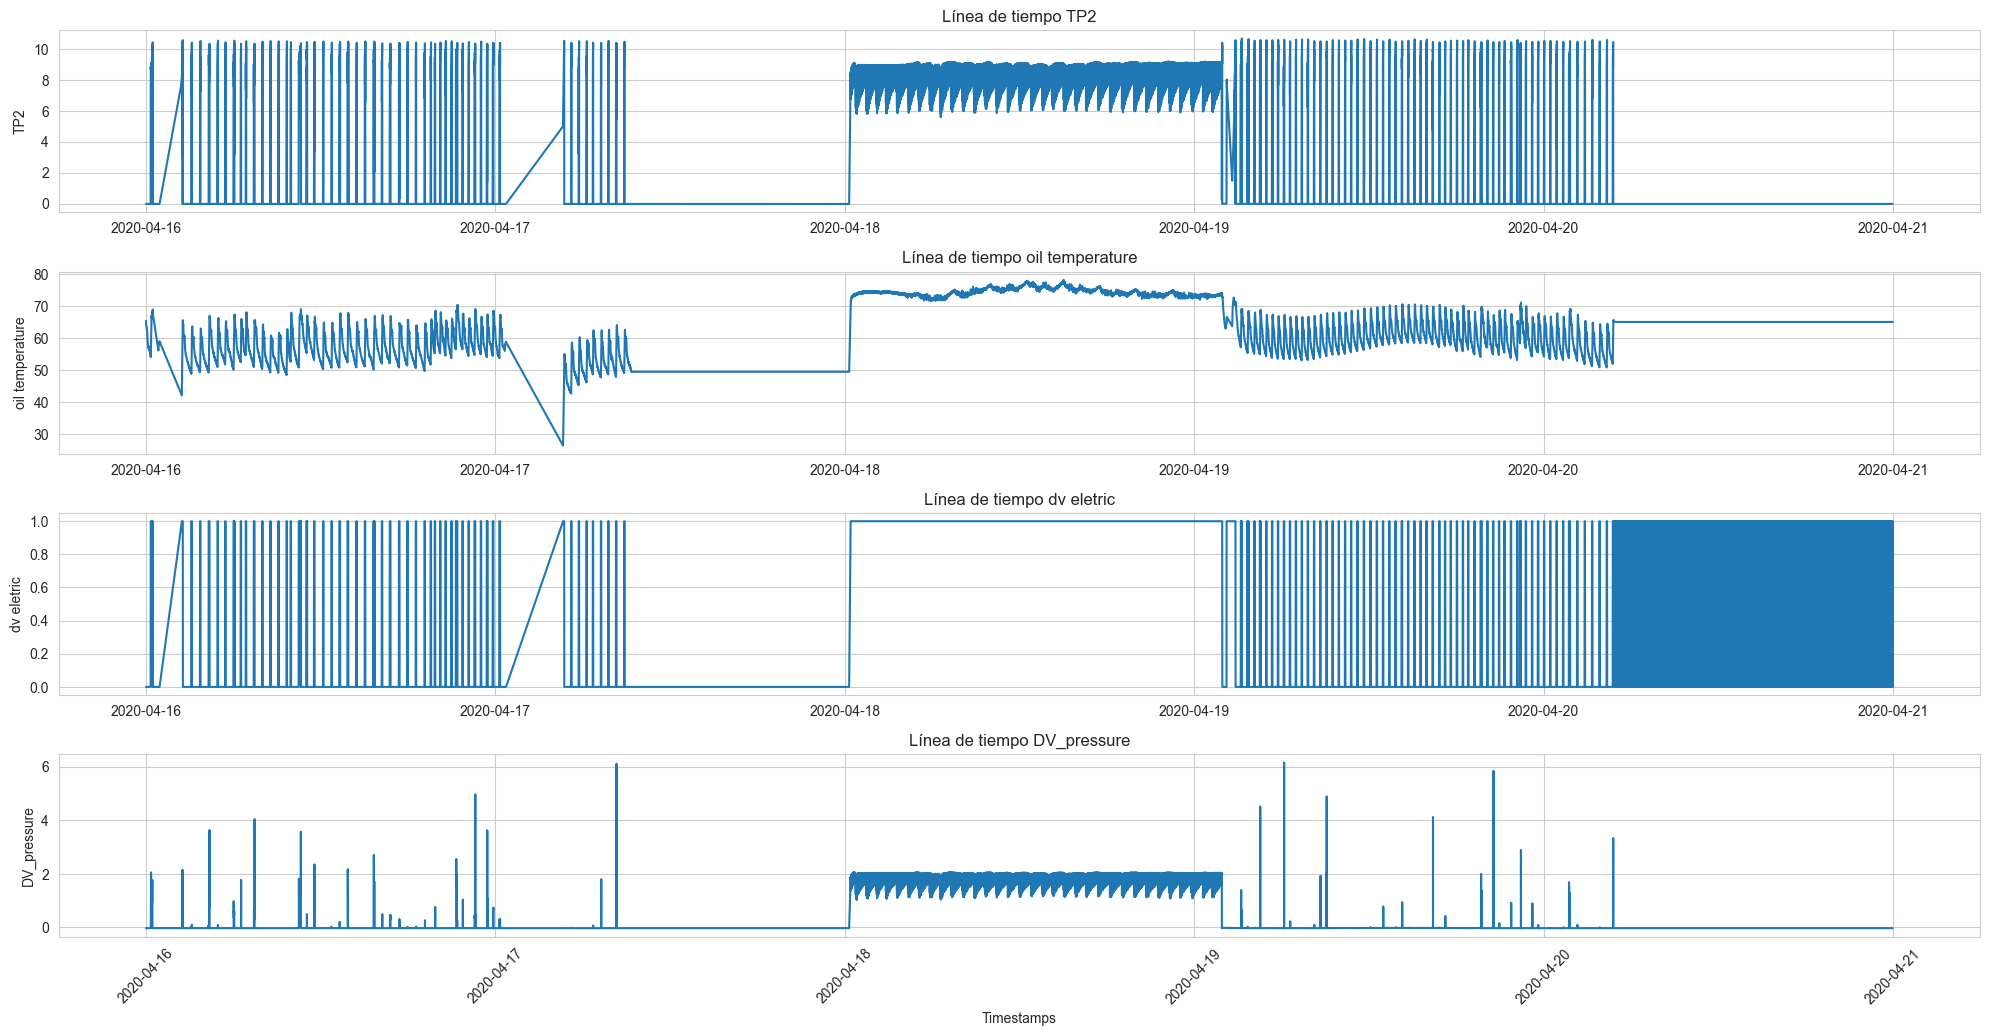 Línea de tiempo TP2
10
8
6
4
2
0
TP2
2020-04-16 2020-04-17 2020-04-18 2020-04-19 2020-04-20 2020-04-21
Línea de tiempo oil temperature
80
70
60
50
40
30
oil temperature
2020-04-16 2020-04-17 2020-04-18 2020-04-19 2020-04-20 2020-04-21
Línea de tiempo dv eletric
1.0
0.8
0.6
0.4
0.2
0.0
dv eletric
2020-04-16 2020-04-17 2020-04-18 2020-04-19 2020-04-20 2020-04-21
Línea de tiempo DV_pressure
6
4
2
0
DV_pressure
2020-04-16 2020-04-17 2020-04-18 2020-04-19 2020-04-20 2020-04-21
Timestamps